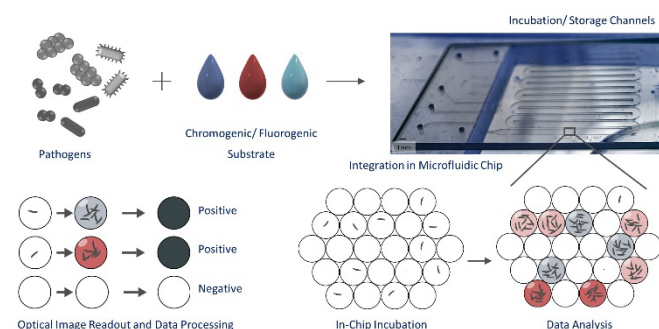 Incubation/ Storage Channels
Chromogenic/ Fluorogenic
Substrate
Pathogens
Integration in Microfluidic Chip
Positive
Positive
Negative
Optical Image Readout and Data Processing
In-Chip Incubation
Data Analysis